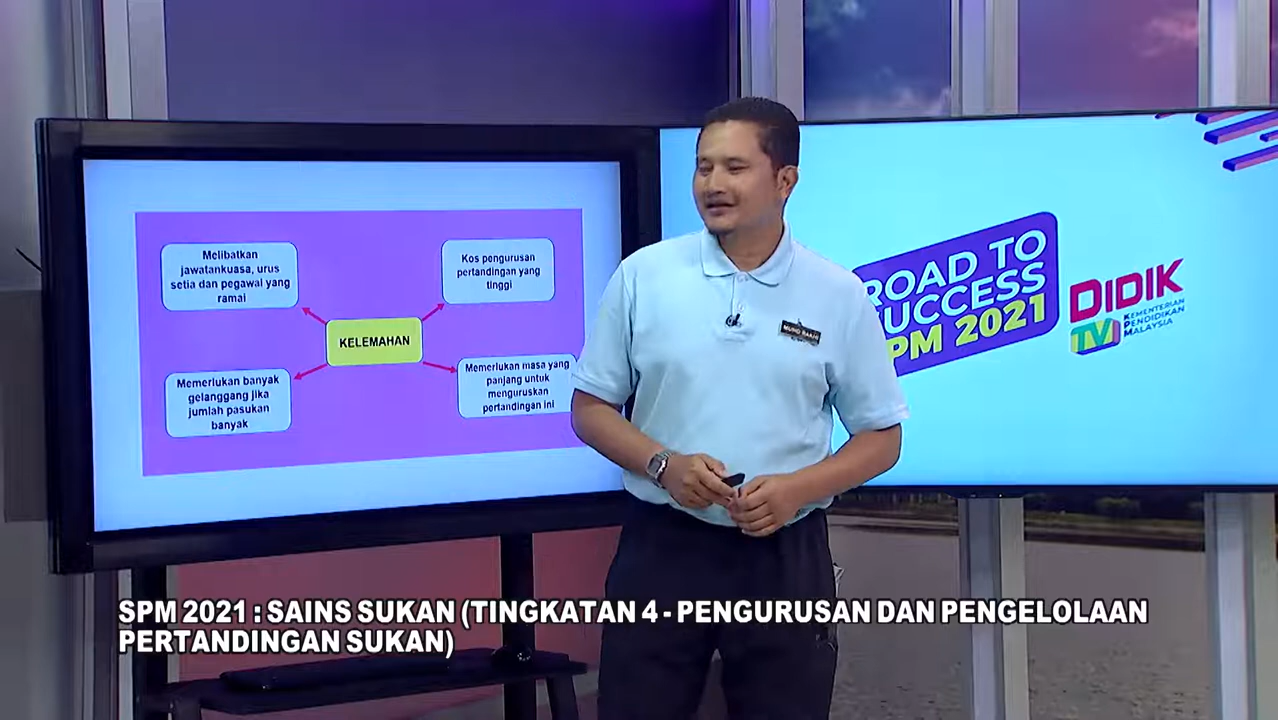 Melibatkan
jawatankuasa, urus
setia dan pegawai yang
ramai
Kos pengurusan
pertandingan yang
tinggi
KELEMAHAN
Memerlukan banyak
gelanggang jika
jumlah pasukan
banyak
Memerlukan masa yang
panjang untuk
menguruskan
pertandingan ini
ROAD TO
SUCCESS
SPM 2021
DIDIK
TV
KEMENTERIAN
PENDIDIKAN
MALAYSIA
SPM 2021 : SAINS SUKAN (TINGKATAN 4 - PENGURUSAN DAN PENGELOLAAN
PERTANDINGAN SUKAN)